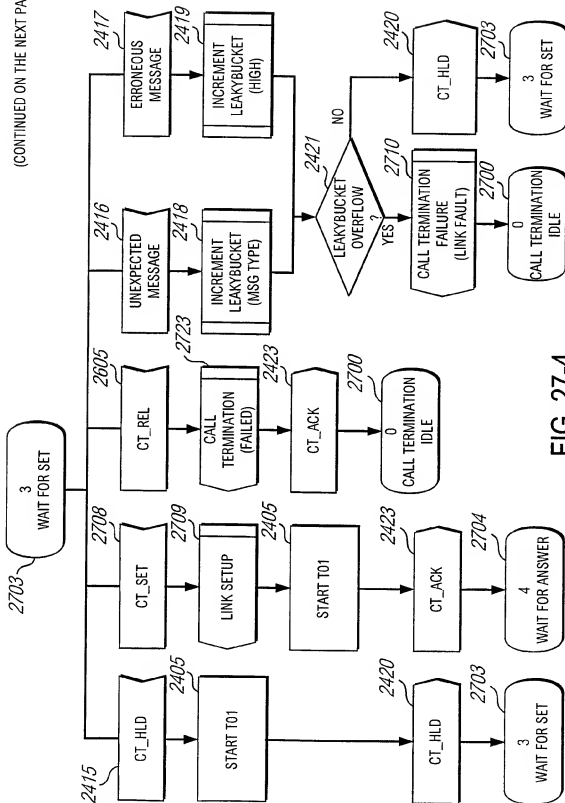 (CONTINUED ON THE NEXT PA
2703
3
WAIT FOR SET
2415
CT_HLD
2405
START T01
2420
CT_HLD
2703
3
WAIT FOR SET
2708
CT_SET
2709
LINK SETUP
2405
START T01
2423
CT_ACK
2704
4
WAIT FOR ANSWER
2605
CT_REL
2723
CALL
TERMINATION
(FAILED)
2423
CT_ACK
2700
0
CALL TERMINATION
IDLE
2416
UNEXPECTED
MESSAGE
2418
INCREMENT
LEAKYBUCKET
(MSG TYPE)
2417
ERRONEOUS
MESSAGE
2419
INCREMENT
LEAKYBUCKET
(HIGH)
2421
LEAKYBUCKET
OVERFLOW
?
YES
NO
2710
CALL TERMINATION
FAILURE
(LINK FAULT)
2700
0
CALL TERMINATION
IDLE
2420
CT_HLD
2703
3
WAIT FOR SET
FIG. 27-4